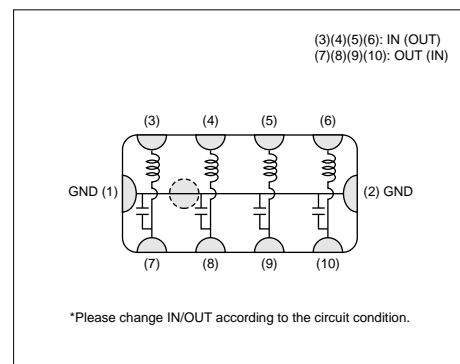 (3)(4)(5)(6): IN (OUT)
(7)(8)(9)(10): OUT (IN)
(3) (4) (5) (6)
GND (1) (2) GND
(7) (8) (9) (10)
*Please change IN/OUT according to the circuit condition.